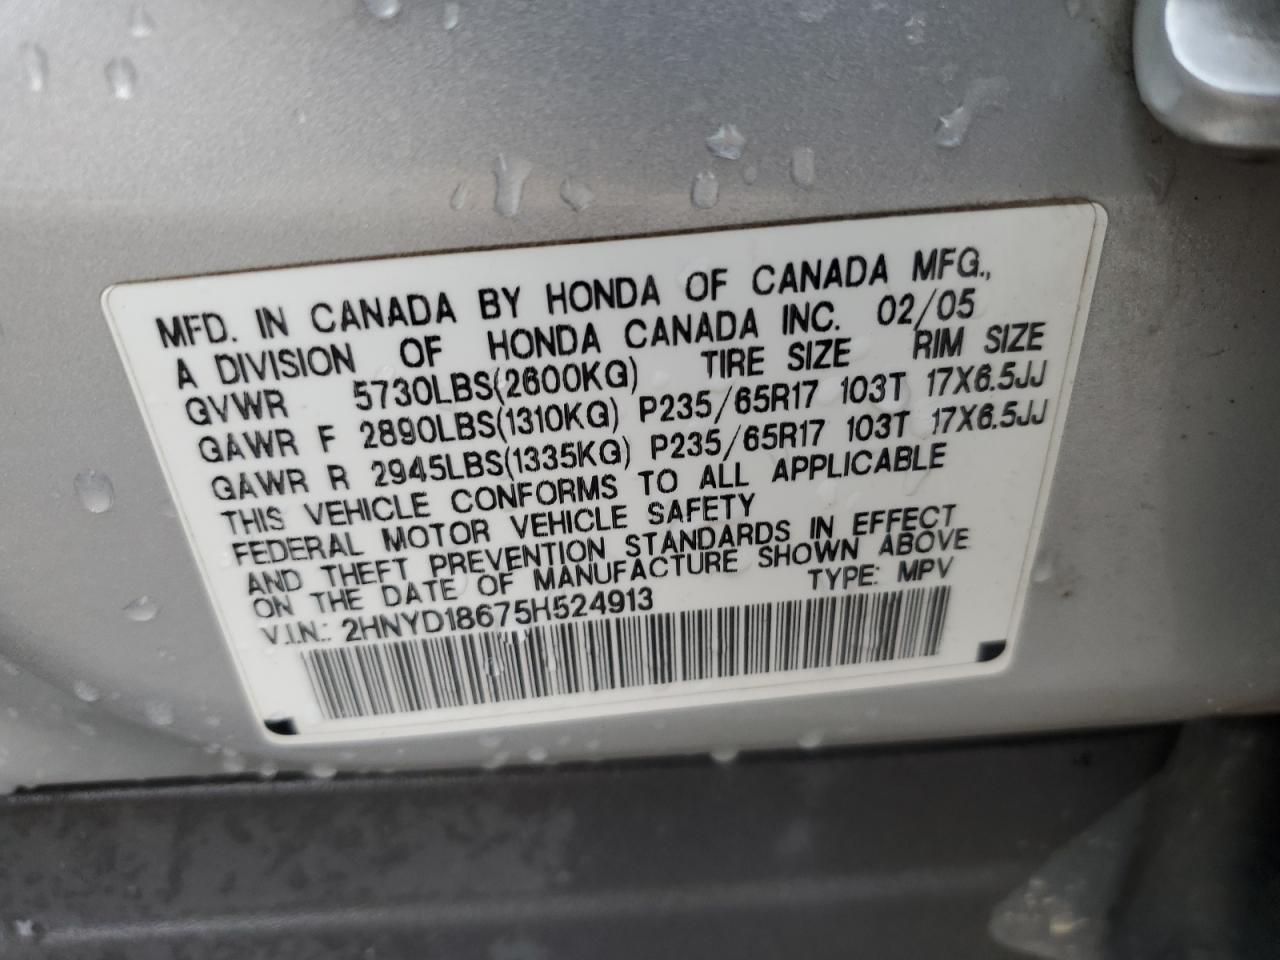 MFD. IN CANADA BY HONDA OF CANADA MFG.,
A DIVISION OF HONDA CANADA INC. 02/05
GVWR 5730LBS(2600KG) TIRE SIZE RIM SIZE
GAWR F 2890LBS(1310KG) P235/65R17 103T 17X6.5JJ
GAWR R 2945LBS(1335KG) P235/65R17 103T 17X6.5JJ
THIS VEHICLE CONFORMS TO ALL APPLICABLE
FEDERAL MOTOR VEHICLE SAFETY
AND THEFT PREVENTION STANDARDS IN EFFECT
ON THE DATE OF MANUFACTURE SHOWN ABOVE
V.I.N.: 2HNYD18675H524913 TYPE: MPV